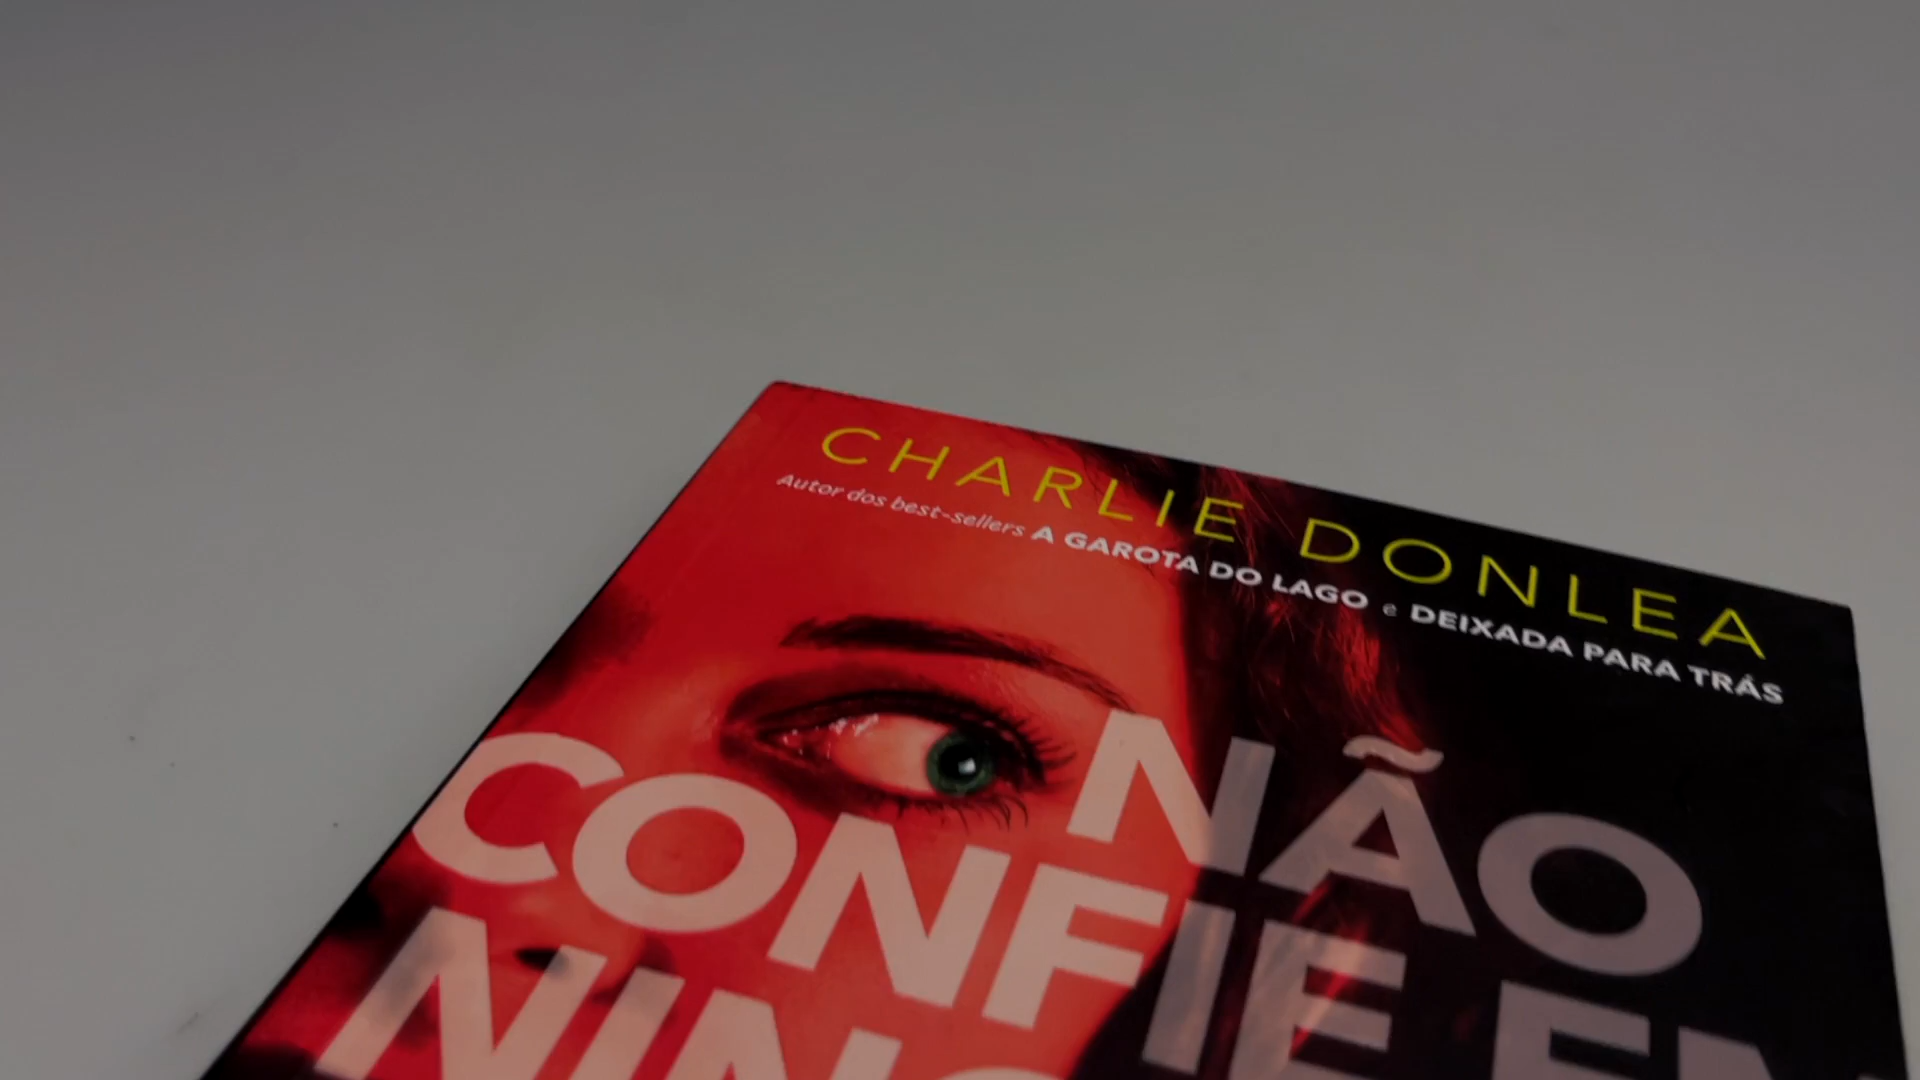 CHARLIE DONLEA
Autor dos best-sellers A GAROTA DO LAGO e DEIXADA PARA TRÁS
NÃO
CONFIE EM